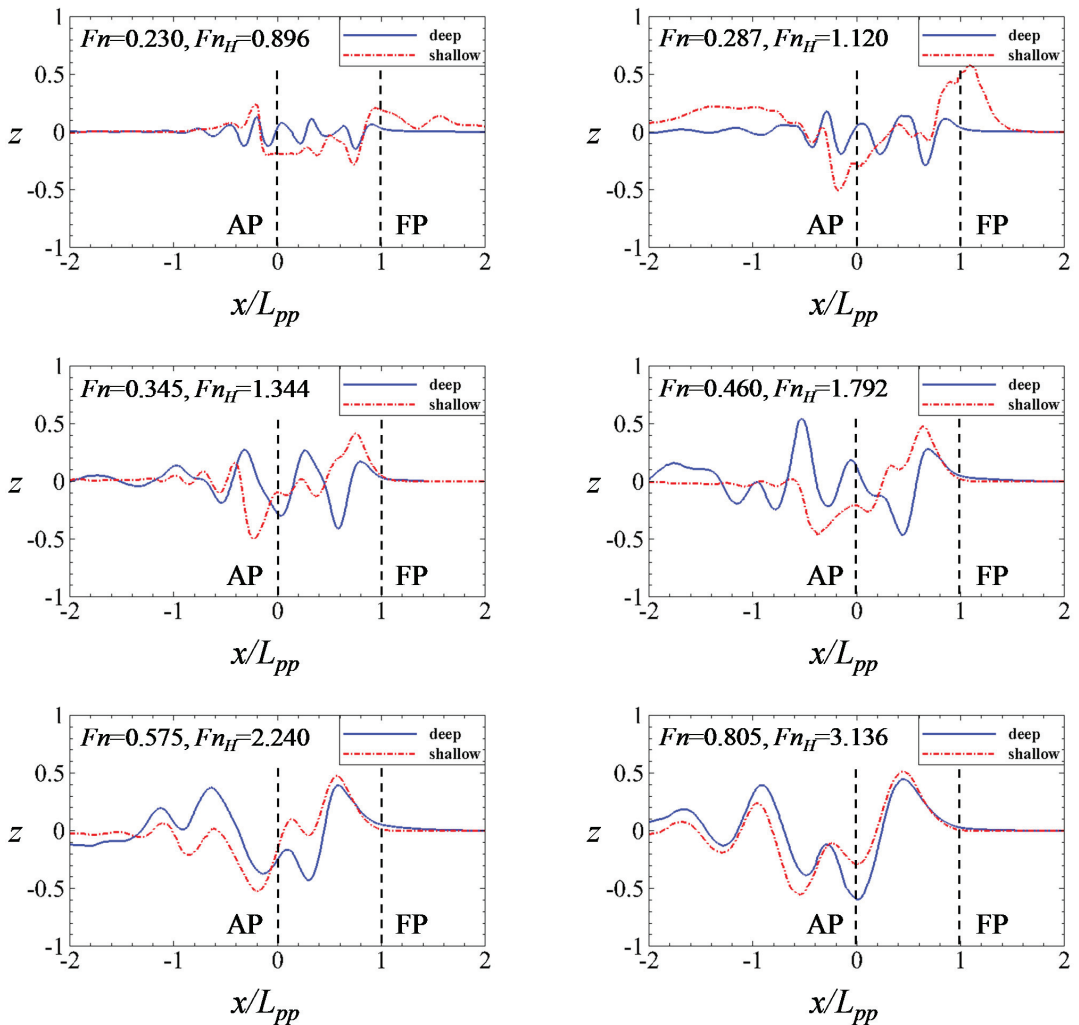 Fn=0.230, Fn_H=0.896
deep
shallow
1
0.5
z
0
-0.5
-1
AP
FP
-2
-1
0
1
2
x/L_pp
Fn=0.287, Fn_H=1.120
deep
shallow
1
0.5
z
0
-0.5
-1
AP
FP
-2
-1
0
1
2
x/L_pp
Fn=0.345, Fn_H=1.344
deep
shallow
1
0.5
z
0
-0.5
-1
AP
FP
-2
-1
0
1
2
x/L_pp
Fn=0.460, Fn_H=1.792
deep
shallow
1
0.5
z
0
-0.5
-1
AP
FP
-2
-1
0
1
2
x/L_pp
Fn=0.575, Fn_H=2.240
deep
shallow
1
0.5
z
0
-0.5
-1
AP
FP
-2
-1
0
1
2
x/L_pp
Fn=0.805, Fn_H=3.136
deep
shallow
1
0.5
z
0
-0.5
-1
AP
FP
-2
-1
0
1
2
x/L_pp